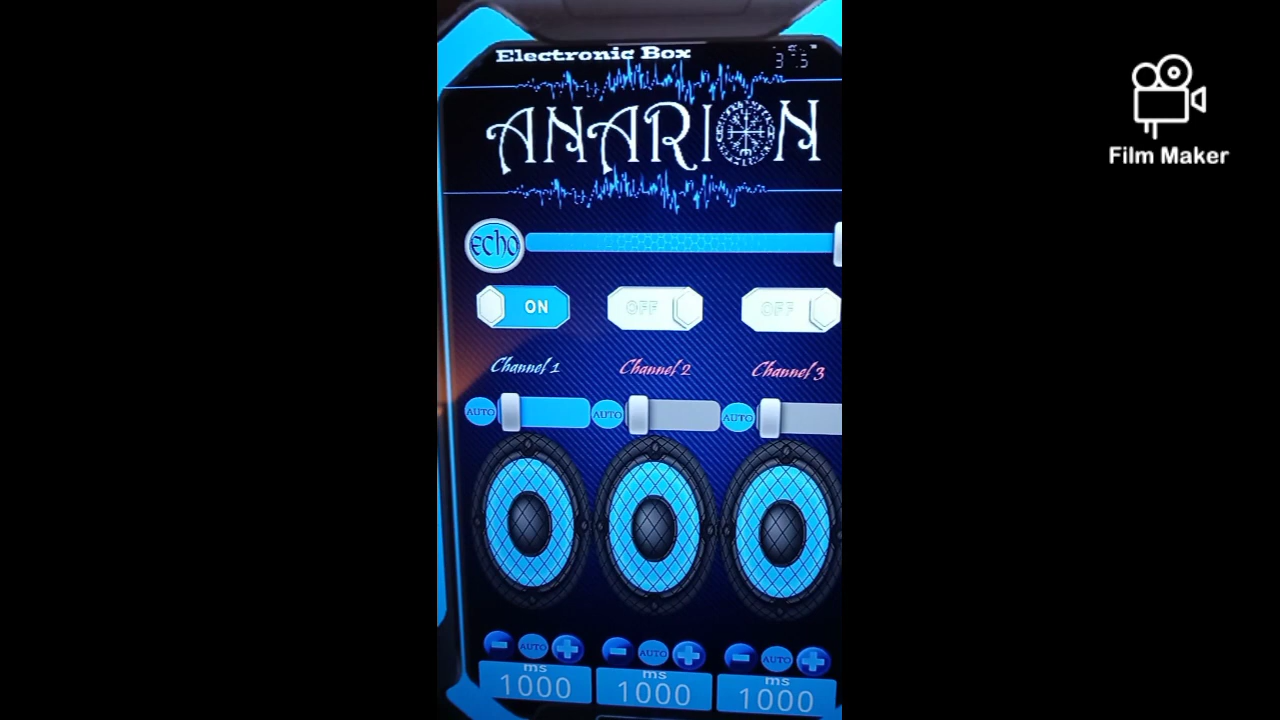 Electronic Box
ANARION
Film Maker
echo
ON OFF OFF
Channel 1 Channel 2 Channel 3
AUTO AUTO AUTO
- AUTO + - AUTO + - AUTO +
ms ms ms
1000 1000 1000